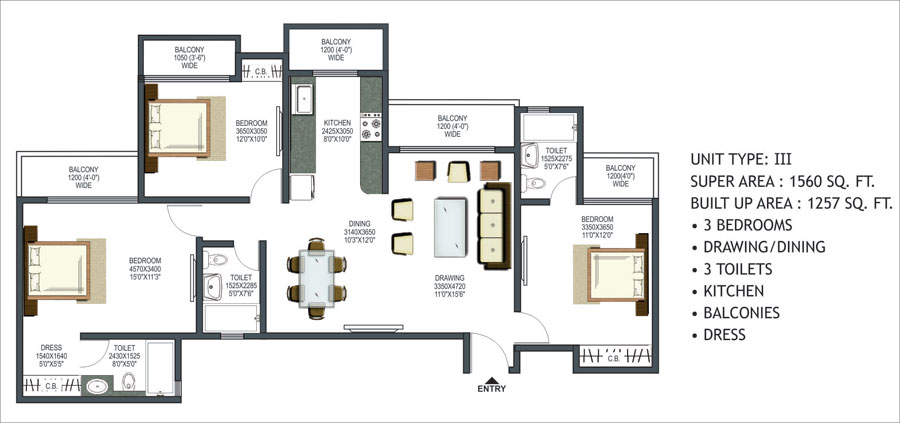 BALCONY
1050 (3'-6")
WIDE
C.B.
BALCONY
1200 (4'-0")
WIDE
BEDROOM
3650X3050
12'0"X10'0"
KITCHEN
2425X3050
8'0"X10'0"
BALCONY
1200 (4'-0")
WIDE
TOILET
1525X2275
5'0"X7'6"
BALCONY
1200 (4'-0")
WIDE
BALCONY
1200(4'0")
WIDE
BEDROOM
4570X3400
15'0"X11'3"
TOILET
1525X2285
5'0"X7'6"
DINING
3140X3650
10'3"X12'0"
DRAWING
3350X4720
11'0"X15'6"
BEDROOM
3350X3650
11'0"X12'0"
DRESS
1540X1640
5'0"X5'5"
TOILET
2430X1525
8'0"X5'0"
C.B.
C.B.
ENTRY
UNIT TYPE: III
SUPER AREA : 1560 SQ. FT.
BUILT UP AREA : 1257 SQ. FT.
• 3 BEDROOMS
• DRAWING/DINING
• 3 TOILETS
• KITCHEN
• BALCONIES
• DRESS